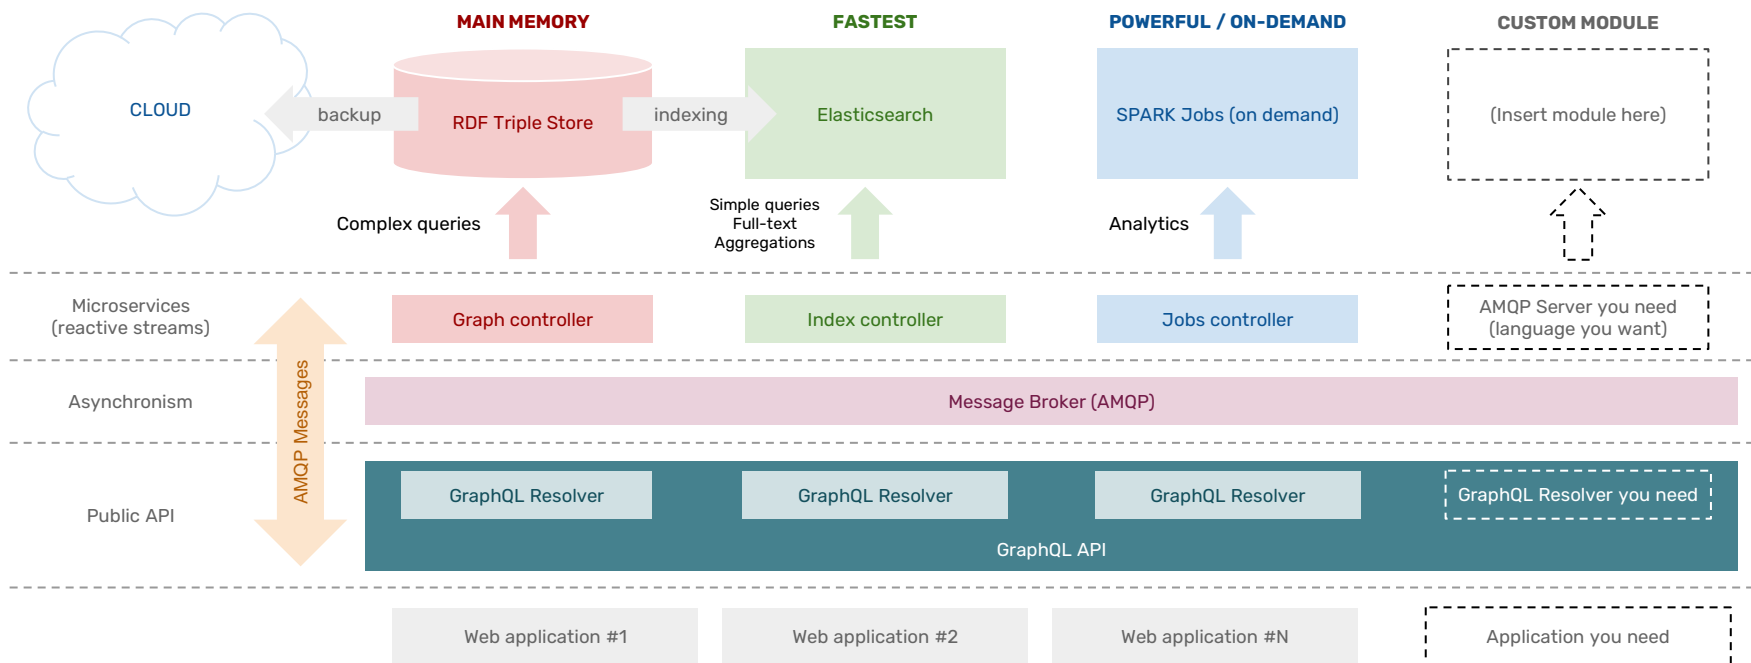 MAIN MEMORY
FASTEST
POWERFUL / ON-DEMAND
CUSTOM MODULE
CLOUD
backup
RDF Triple Store
indexing
Elasticsearch
SPARK Jobs (on demand)
(Insert module here)
Complex queries
Simple queries
Full-text
Aggregations
Analytics
Microservices
(reactive streams)
Graph controller
Index controller
Jobs controller
AMQP Server you need
(language you want)
AMQP Messages
Asynchronism
Message Broker (AMQP)
Public API
GraphQL Resolver
GraphQL Resolver
GraphQL Resolver
GraphQL Resolver you need
GraphQL API
Web application #1
Web application #2
Web application #N
Application you need